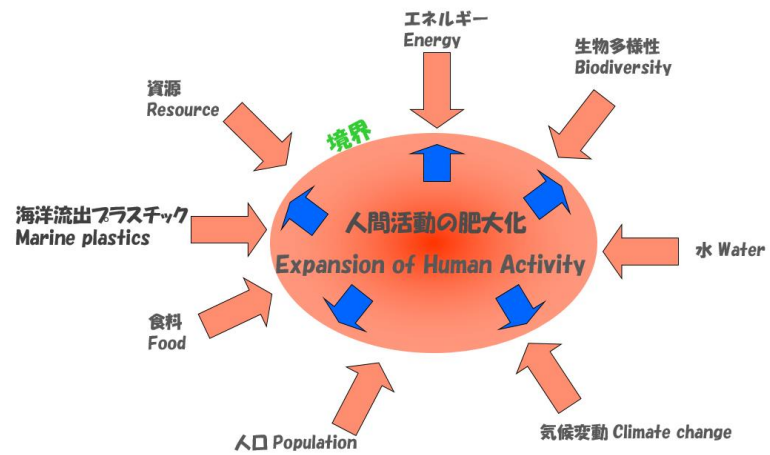 エネルギー
Energy
生物多様性
Biodiversity
資源
Resource
境界
海洋流出プラスチック
Marine plastics
人間活動の肥大化
Expansion of Human Activity
水 Water
食料
Food
人口 Population
気候変動 Climate change